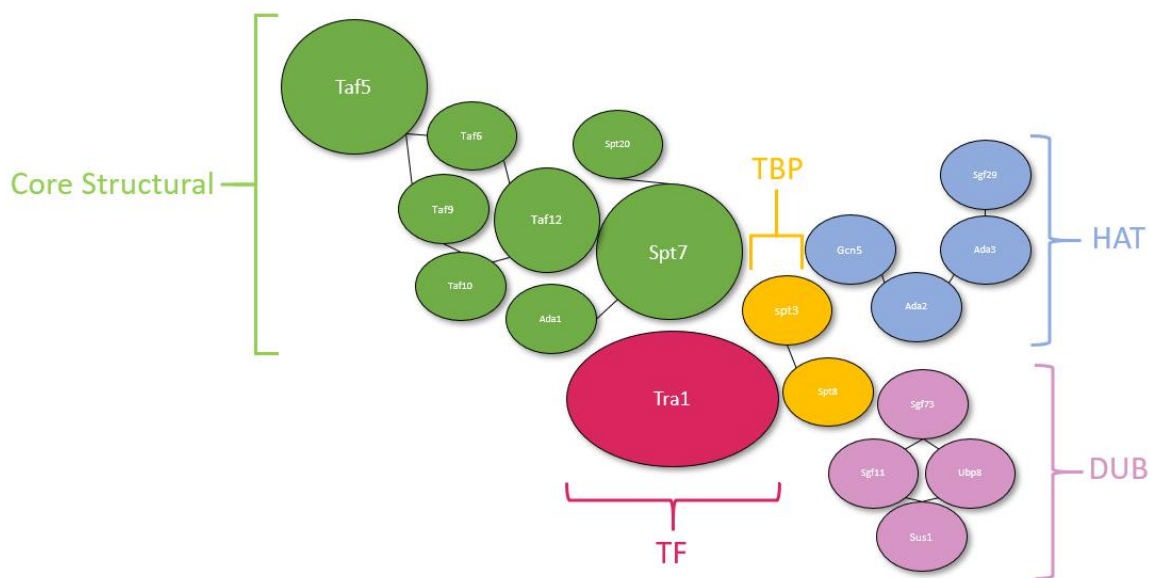 Taf5
Taf6
Spt20
Sgf29
TBP
Core Structural
Taf9
Taf12
Spt7
Gcn5
Ada3
HAT
Taf10
Ada1
spt3
Ada2
Tra1
Spt8
Sgf73
Sgf11
Ubp8
DUB
Sus1
TF